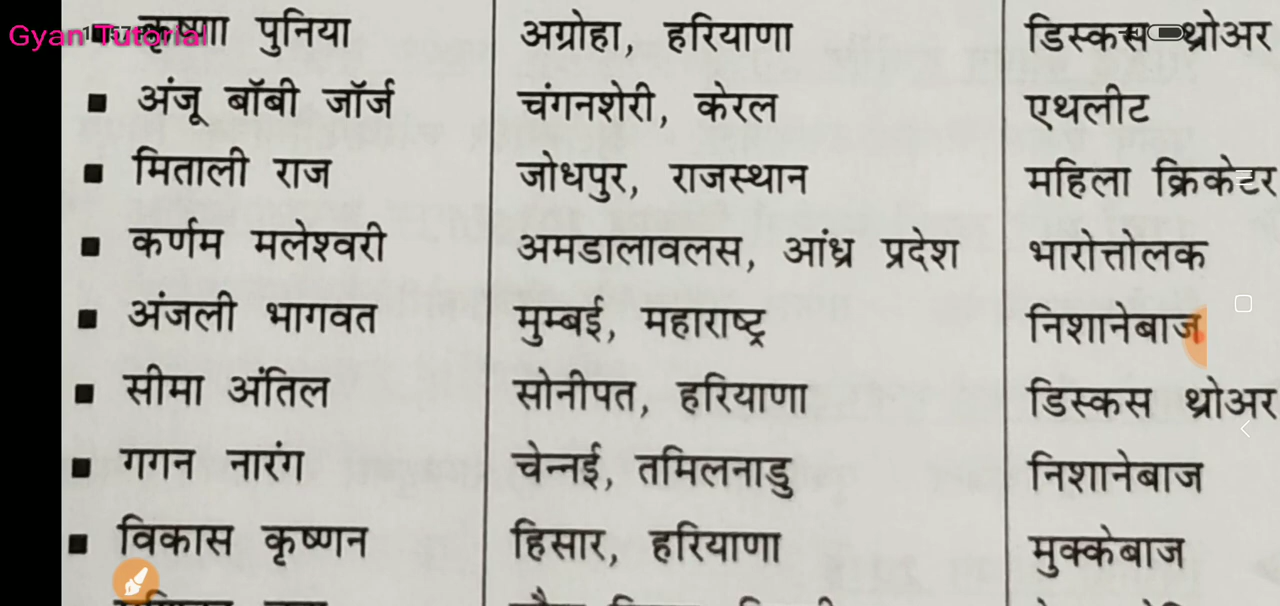 Gyan Tutorial
कृष्णा पुनिया अग्रोहा, हरियाणा डिस्कस थ्रोअर
अंजू बॉबी जॉर्ज चंगनशेरी, केरल एथलीट
मिताली राज जोधपुर, राजस्थान महिला क्रिकेटर
कर्णम मलेश्वरी अमडालावलस, आंध्र प्रदेश भारोत्तोलक
अंजली भागवत मुम्बई, महाराष्ट्र निशानेबाज
सीमा अंतिल सोनीपत, हरियाणा डिस्कस थ्रोअर
गगन नारंग चेन्नई, तमिलनाडु निशानेबाज
विकास कृष्णन हिसार, हरियाणा मुक्केबाज